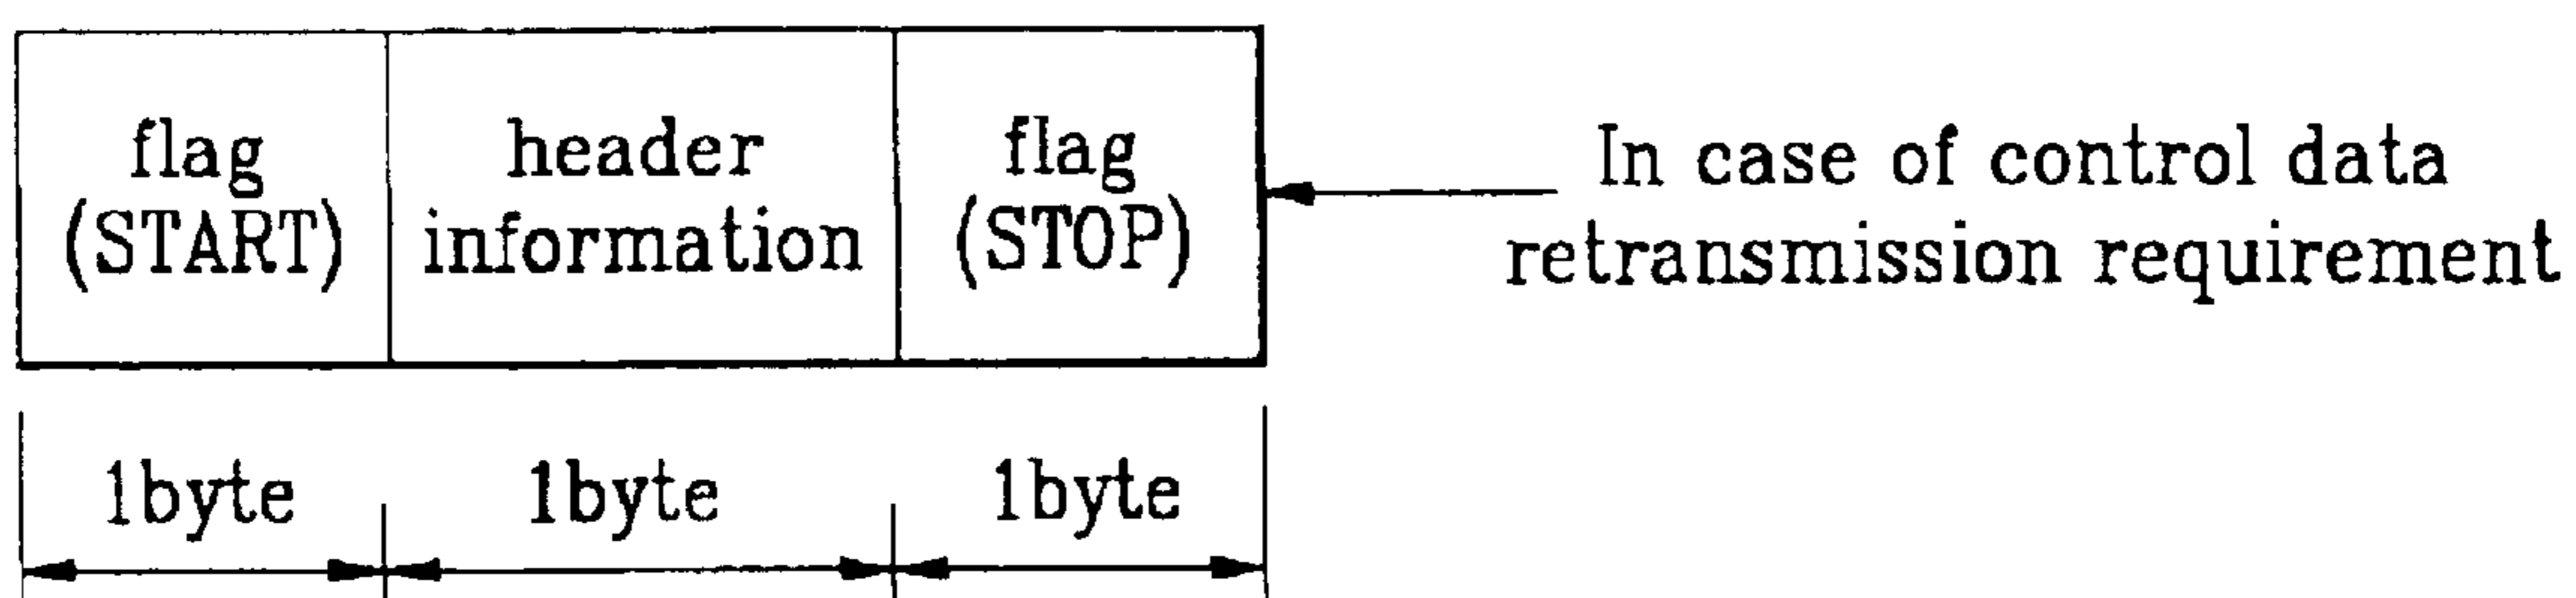 flag
(START)
header
information
flag
(STOP)
In case of control data
retransmission requirement
1byte
1byte
1byte